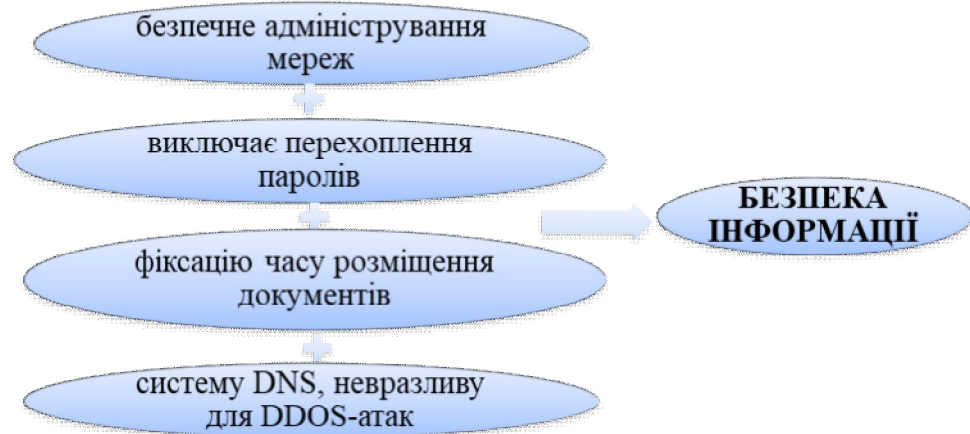 безпечне адміністрування
мереж
виключає перехоплення
паролів
фіксацію часу розміщення
документів
систему DNS, невразливу
для DDOS-атак
БЕЗПЕКА
ІНФОРМАЦІЇ